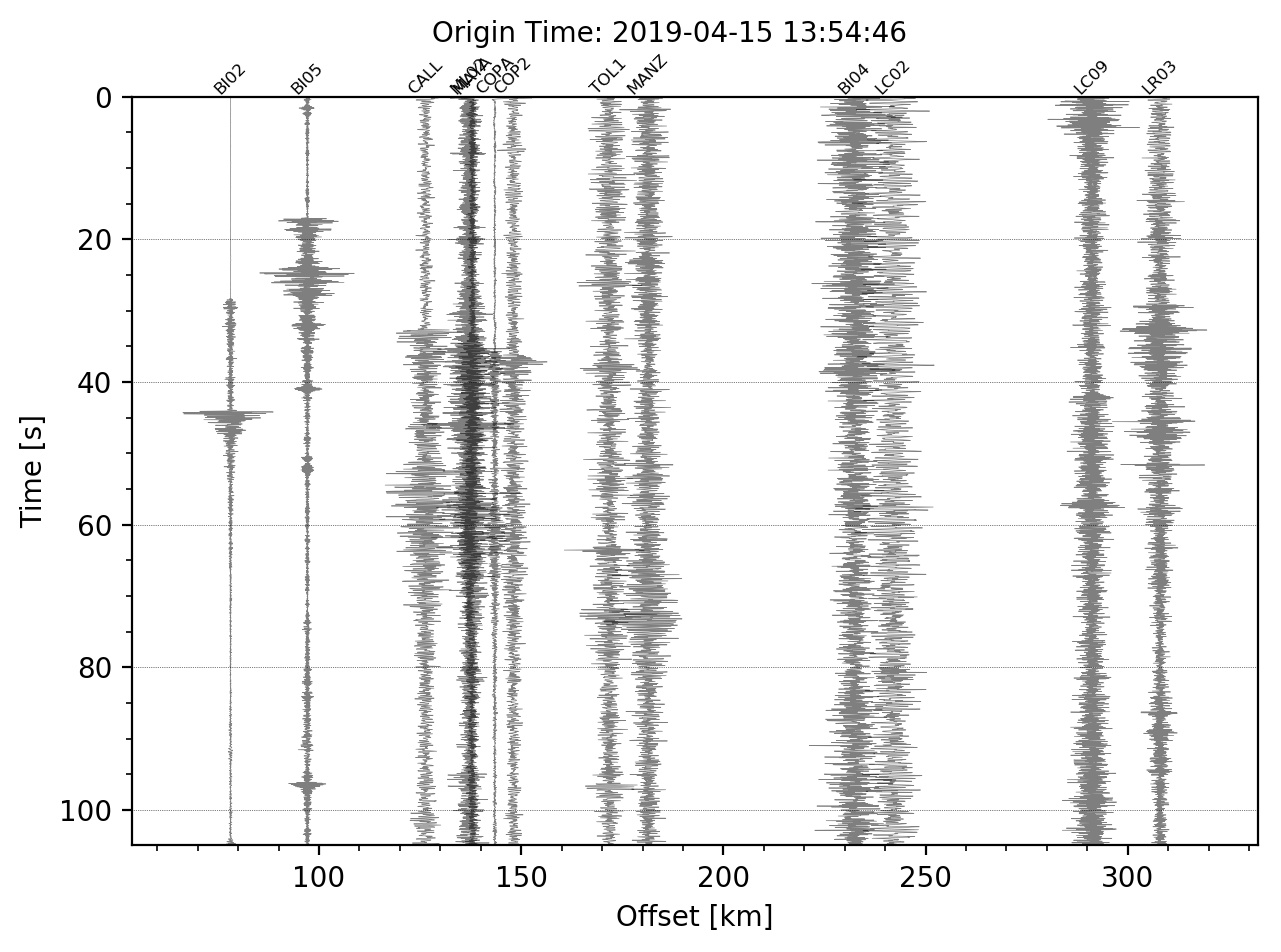 Origin Time: 2019-04-15 13:54:46
BI02 BI05 CALL COPA COP2 TOL1 MANZ BI04 LC02 LC09 LR03
0
20
40
60
80
100
Time [s]
100 150 200 250 300
Offset [km]